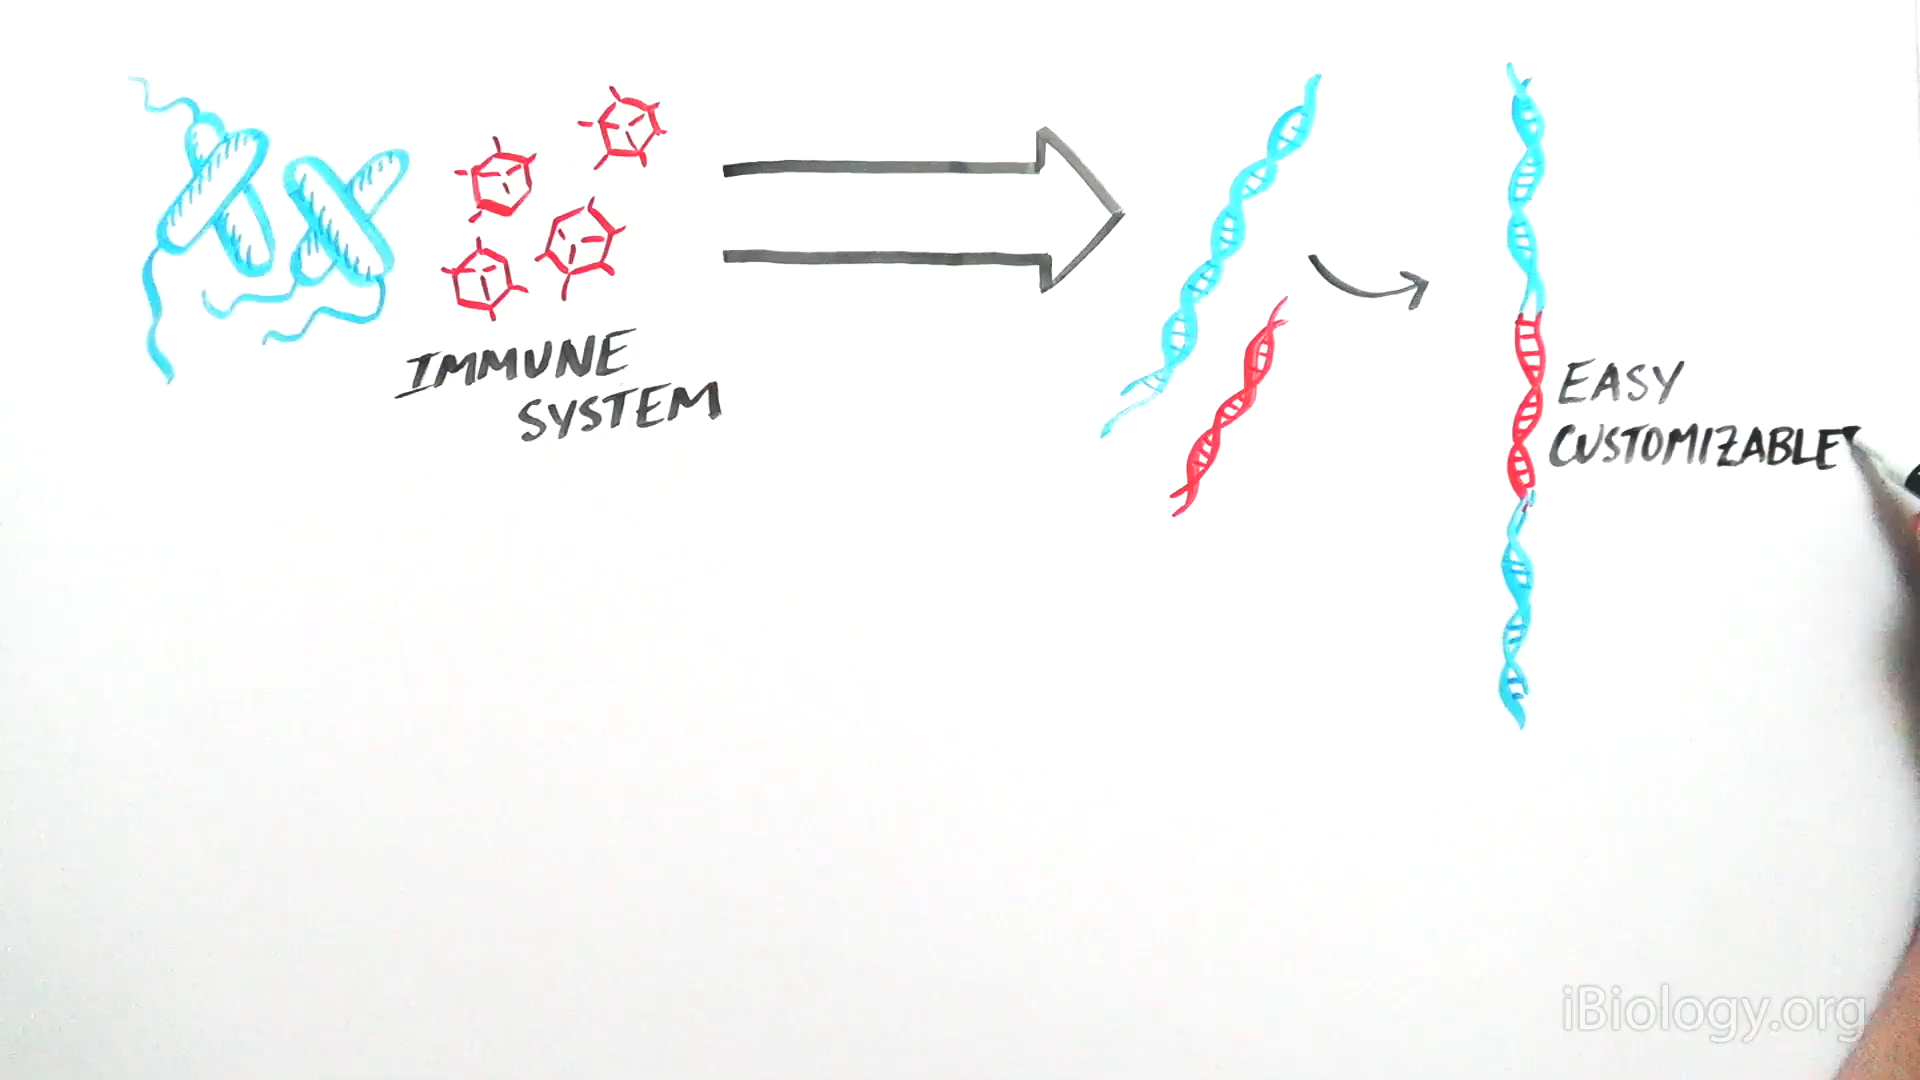 IMMUNE
SYSTEM
EASY
CUSTOMIZABLE
iBiology.org